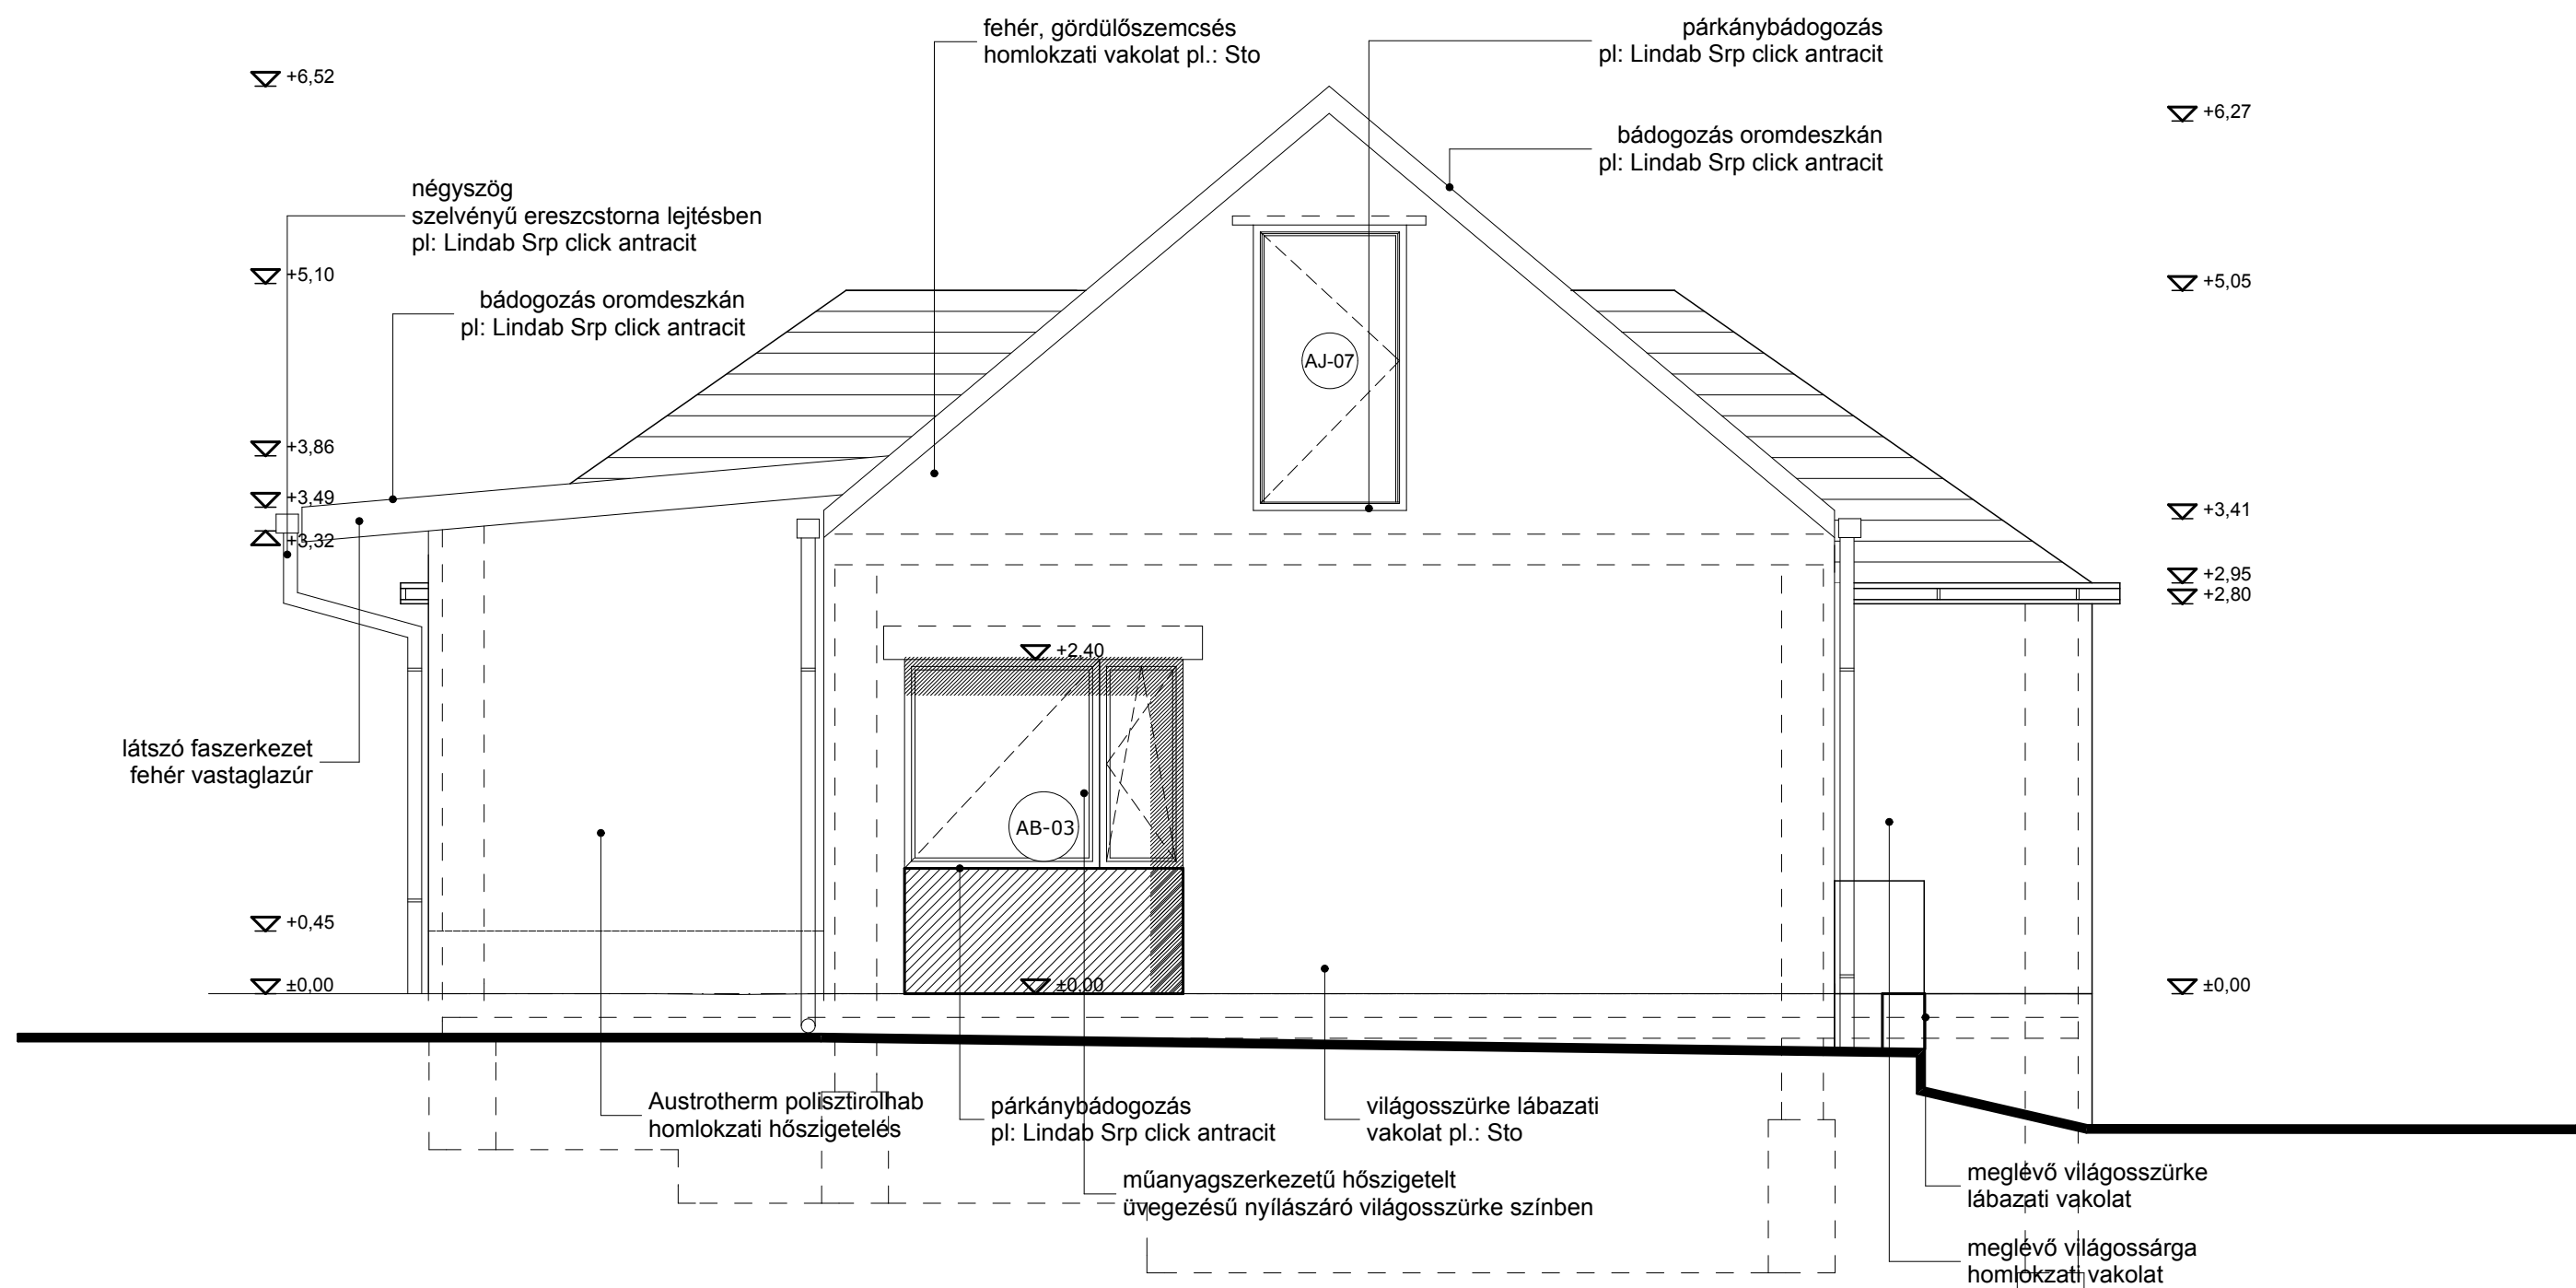 fehér, gördülőszemcsés
homlokzati vakolat pl.: Sto
párkánybádogozás
pl: Lindab Srp click antracit
+6,52
+6,27
bádogozás oromdeszkán
pl: Lindab Srp click antracit
négyszög
szelvényű ereszcstorna lejtésben
pl: Lindab Srp click antracit
+5,10
+5,05
bádogozás oromdeszkán
pl: Lindab Srp click antracit
AJ-07
+3,86
+3,49
+3,41
+3,32
+2,95
+2,80
+2,40
látszó faszerkezet
fehér vastaglazúr
AB-03
+0,45
±0,00
±0,00
±0,00
Austrotherm polisztirolhab
homlokzati hőszigetelés
párkánybádogozás
pl: Lindab Srp click antracit
világosszürke lábazati
vakolat pl.: Sto
műanyagszerkezetű hőszigetelt
üvegezésű nyílászáró világosszürke színben
meglévő világosszürke
lábazati vakolat
meglévő világossárga
homlokzati vakolat